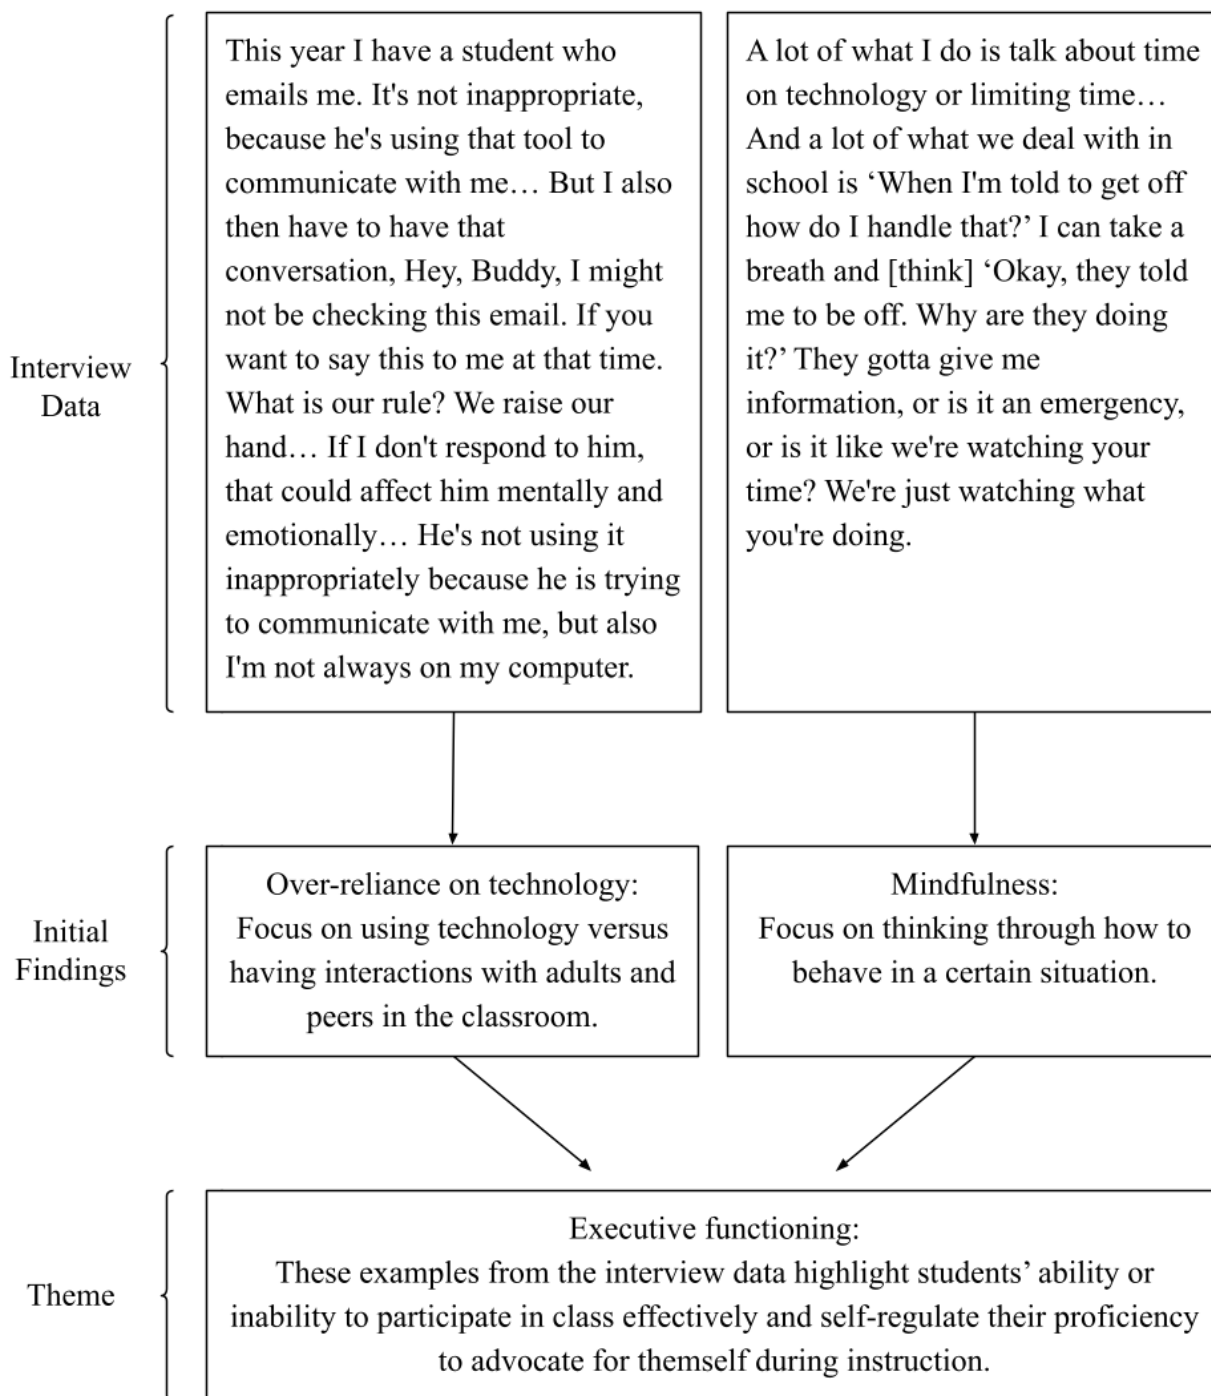 Interview
Data
This year I have a student who
emails me. It's not inappropriate,
because he's using that tool to
communicate with me… But I also
then have to have that
conversation, Hey, Buddy, I might
not be checking this email. If you
want to say this to me at that time.
What is our rule? We raise our
hand… If I don't respond to him,
that could affect him mentally and
emotionally… He's not using it
inappropriately because he is trying
to communicate with me, but also
I'm not always on my computer.
A lot of what I do is talk about time
on technology or limiting time…
And a lot of what we deal with in
school is ‘When I'm told to get off
how do I handle that?’ I can take a
breath and [think] ‘Okay, they told
me to be off. Why are they doing
it?’ They gotta give me
information, or is it an emergency,
or is it like we're watching your
time? We're just watching what
you're doing.
Initial
Findings
Over-reliance on technology:
Focus on using technology versus
having interactions with adults and
peers in the classroom.
Mindfulness:
Focus on thinking through how to
behave in a certain situation.
Theme
Executive functioning:
These examples from the interview data highlight students’ ability or
inability to participate in class effectively and self-regulate their proficiency
to advocate for themself during instruction.